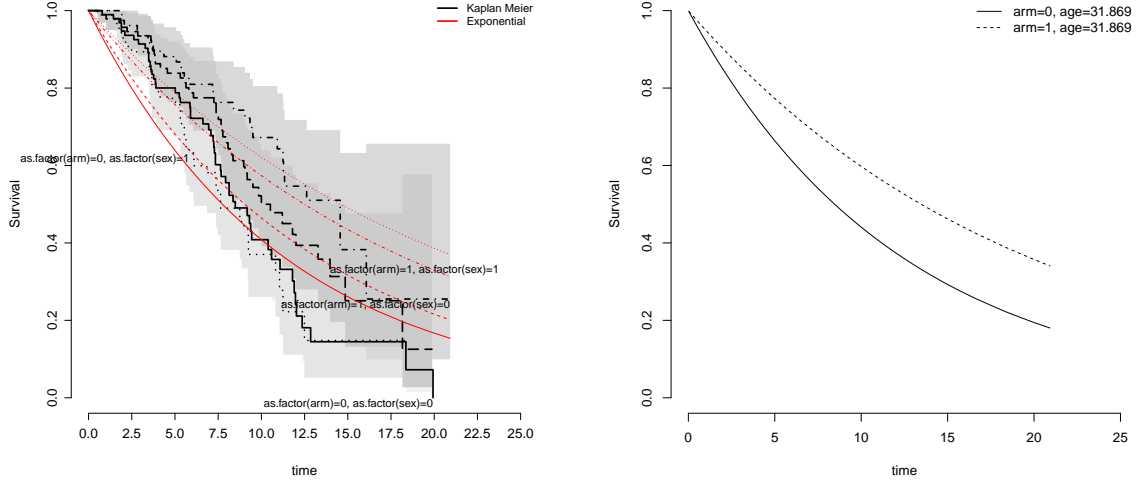 Kaplan Meier
Exponential
Survival
1.0
0.8
0.6
0.4
0.2
0.0
as.factor(arm)=0, as.factor(sex)=1
as.factor(arm)=1, as.factor(sex)=1
as.factor(arm)=1, as.factor(sex)=0
as.factor(arm)=0, as.factor(sex)=0
0.0 2.5 5.0 7.5 10.0 12.5 15.0 17.5 20.0 22.5 25.0
time
arm=0, age=31.869
arm=1, age=31.869
Survival
1.0
0.8
0.6
0.4
0.2
0.0
0 5 10 15 20 25
time